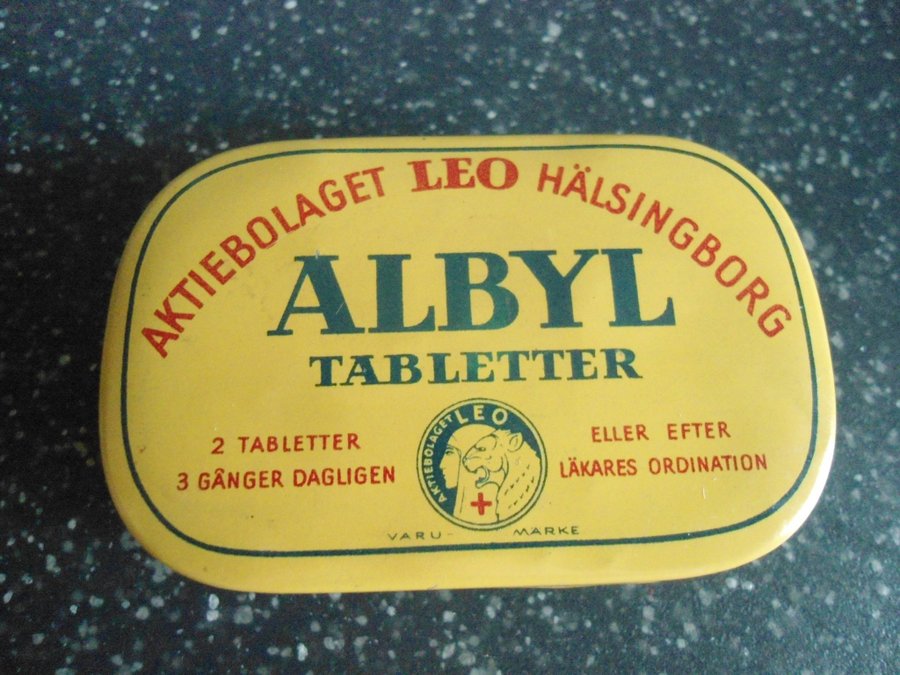 AKTIEBOLAGET LEO HÄLSINGBORG
ALBYL
TABLETTER
2 TABLETTER
3 GÅNGER DAGLIGEN
AKTIEBOLAGET LEO
ELLER EFTER
LÄKARES ORDINATION
VARU-MÄRKE